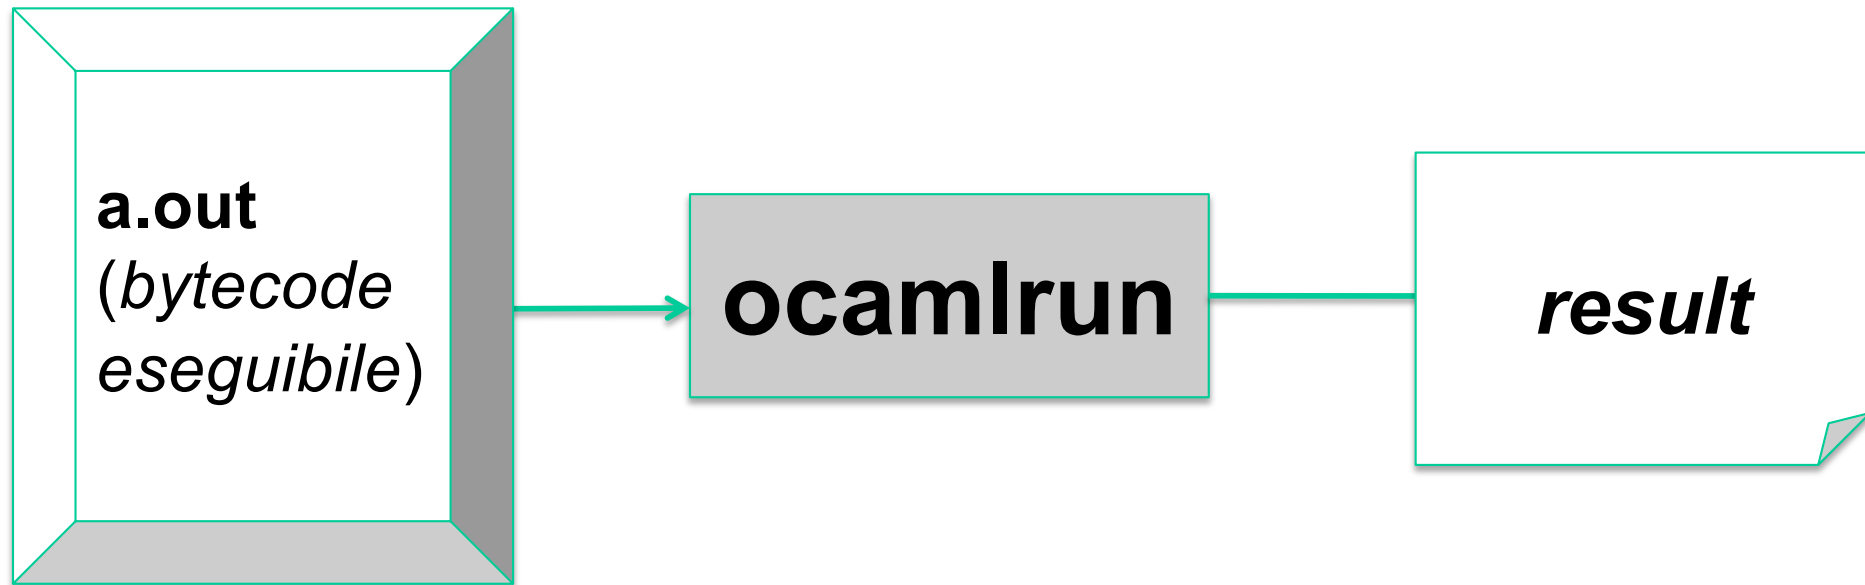 a.out
(bytecode
eseguibile)
ocamlrun
result